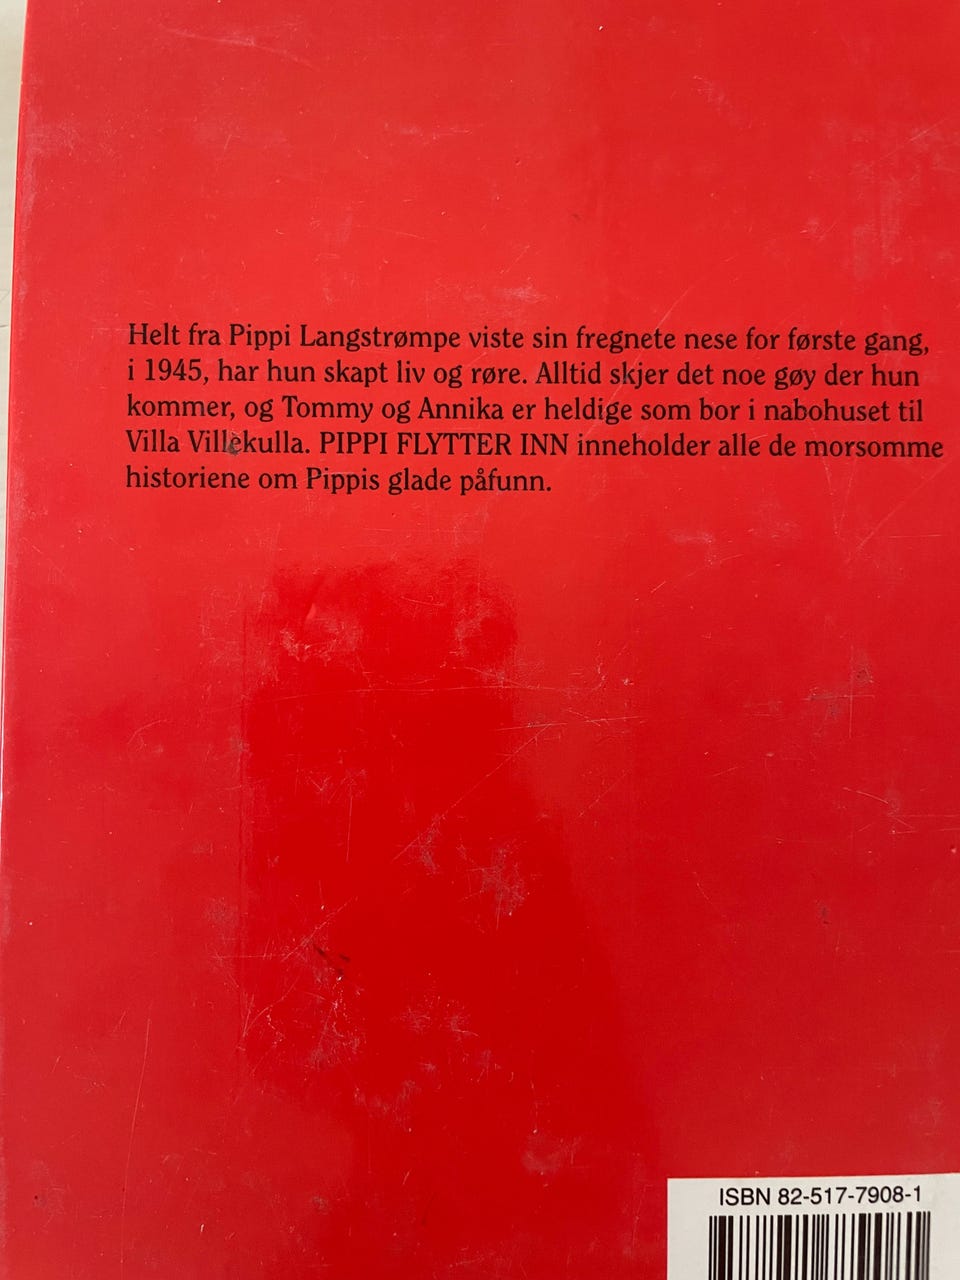 Helt fra Pippi Langstrømpe viste sin fregnete nese for første gang,
i 1945, har hun skapt liv og røre. Alltid skjer det noe gøy der hun
kommer, og Tommy og Annika er heldige som bor i nabohuset til
Villa Villekulla. PIPPI FLYTTER INN inneholder alle de morsomme
historiene om Pippis glade påfunn.
ISBN 82-517-7908-1